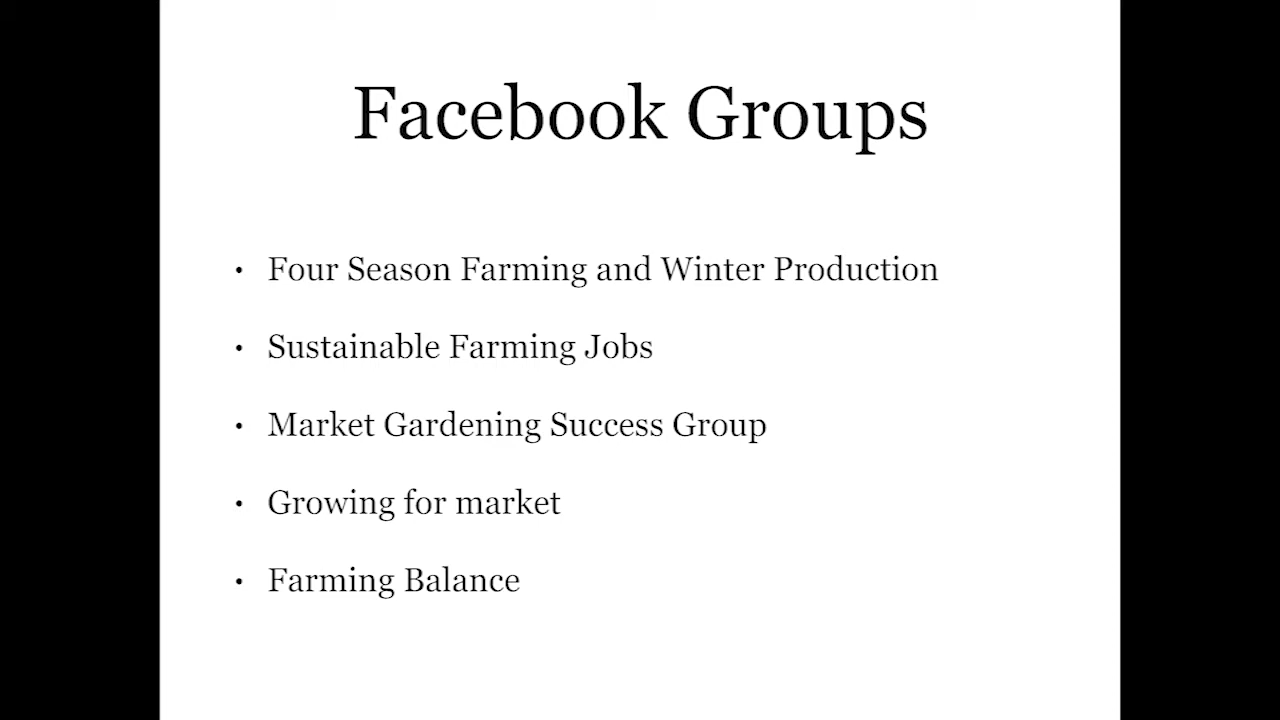 Facebook Groups
• Four Season Farming and Winter Production
• Sustainable Farming Jobs
• Market Gardening Success Group
• Growing for market
• Farming Balance